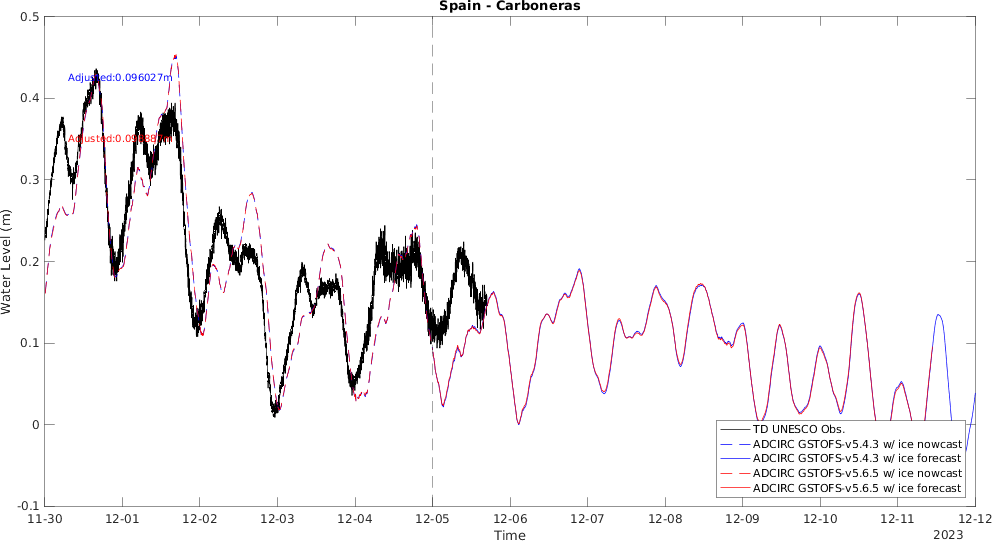 Spain - Carboneras
0.5
0.4
0.3
0.2
0.1
0
-0.1
Water Level (m)
Adjusted:0.096027m
TD UNESCO Obs.
ADCIRC GSTOFS-v5.4.3 w/ ice nowcast
ADCIRC GSTOFS-v5.4.3 w/ ice forecast
ADCIRC GSTOFS-v5.6.5 w/ ice nowcast
ADCIRC GSTOFS-v5.6.5 w/ ice forecast
11-30 12-01 12-02 12-03 12-04 12-05 12-06 12-07 12-08 12-09 12-10 12-11 12-12
Time
2023